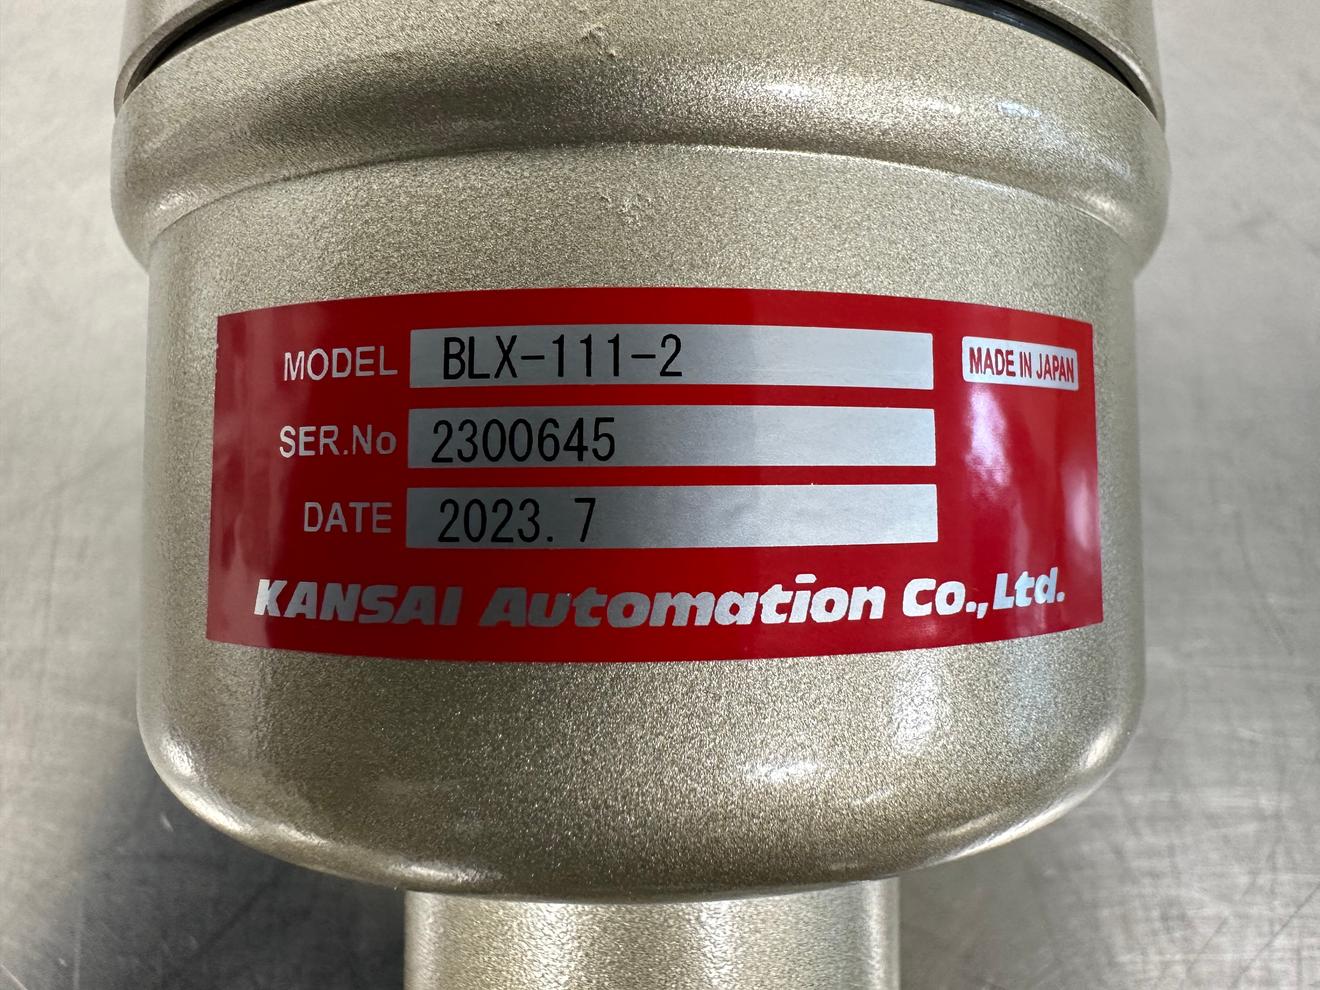 MODEL BLX-111-2 MADE IN JAPAN
SER.No 2300645
DATE 2023. 7
KANSAI Automation Co.,Ltd.